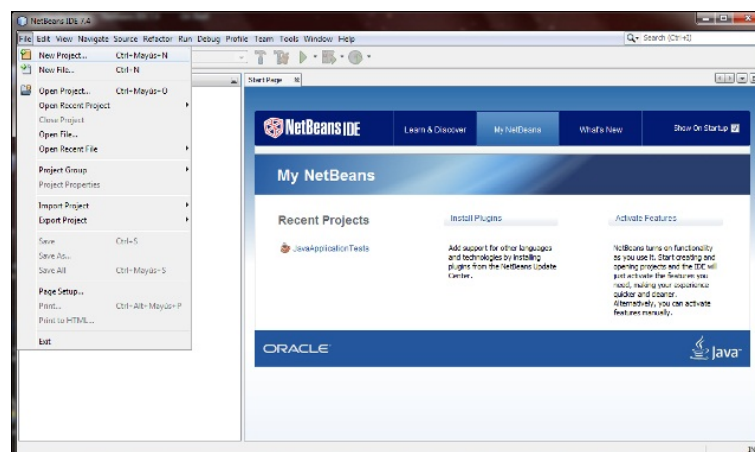 NetBeans IDE 7.4
File Edit View Navigate Source Refactor Run Debug Profile Team Tools Window Help
Search (Ctrl+I)
New Project... Ctrl+Mayús+N
New File... Ctrl+N
Open Project... Ctrl+Mayús+O
Open Recent Project
Close Project
Open File...
Open Recent File
Project Group
Project Properties
Import Project
Export Project
Save Ctrl+S
Save As...
Save All Ctrl+Mayús+S
Page Setup...
Print... Ctrl+Alt+Mayús+P
Print to HTML...
Exit
Start Page
NetBeans IDE
Learn & Discover
My NetBeans
What's New
Show On Startup
My NetBeans
Recent Projects
JavaApplicationTests
Install Plugins
Add support for other languages
and technologies by installing
plugins from the NetBeans Update
Center.
Activate Features
NetBeans turns on functionality
as you use it. Start creating and
opening projects and the IDE will
just activate the features you
need, making your experience
quicker and cleaner.
Alternatively, you can activate
features manually.
ORACLE
Java